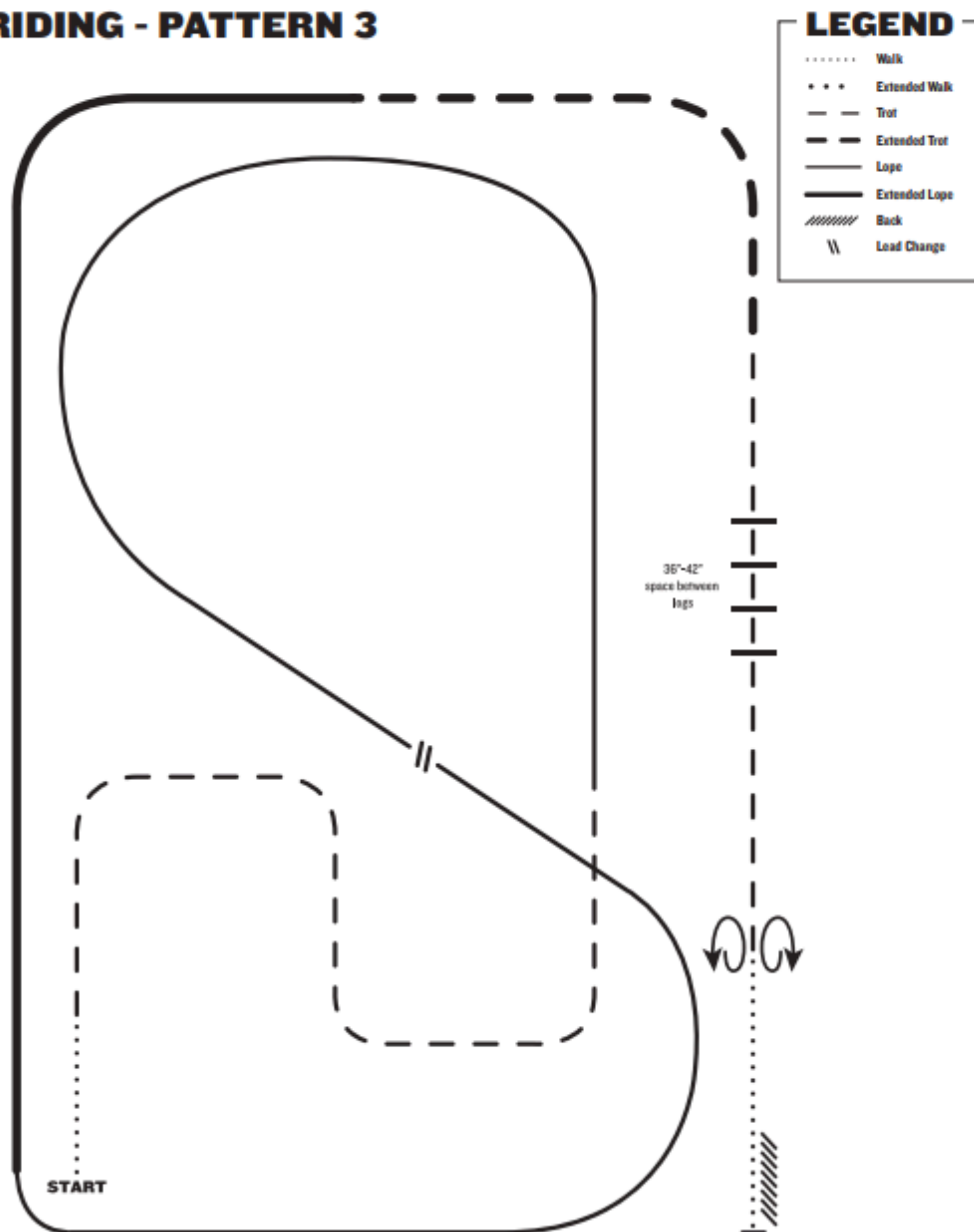 RIDING - PATTERN 3
LEGEND
Walk
Extended Walk
Trot
Extended Trot
Lope
Extended Lope
Back
Lead Change
36"-42"
space between
logs
START